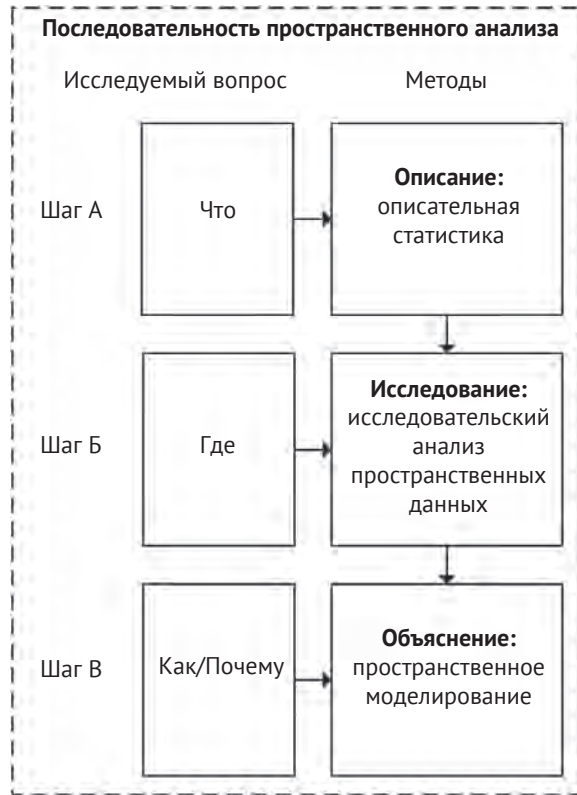 Последовательность пространственного анализа
Исследуемый вопрос
Методы
Шаг А
Что
Описание:
описательная
статистика
Шаг Б
Где
Исследование:
исследовательский
анализ
пространственных
данных
Шаг В
Как/Почему
Объяснение:
пространственное
моделирование